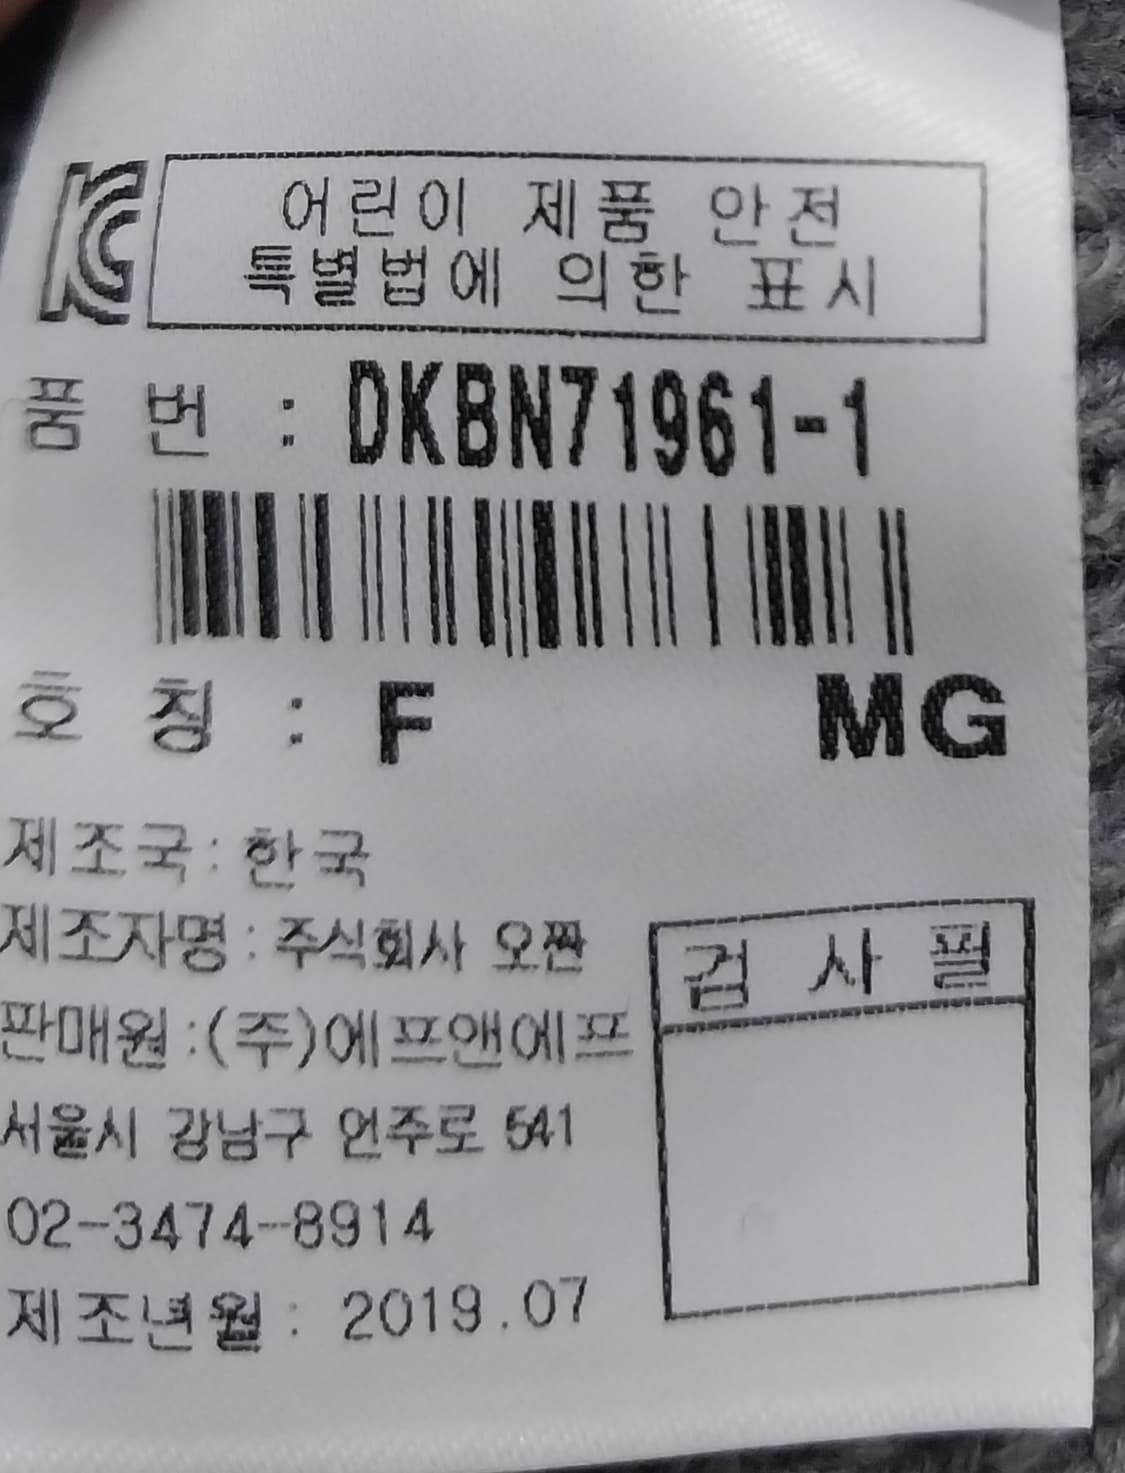 KC
어린이 제품 안전
특별법에 의한 표시
품 번 : DKBN71961-1
호 칭 : F MG
제조국 : 한국
제조자명 : 주식회사 오짠
판매원 : (주)에프앤에프
서울시 강남구 언주로 541
02-3474-8914
제조년월 : 2019.07
검 사 필